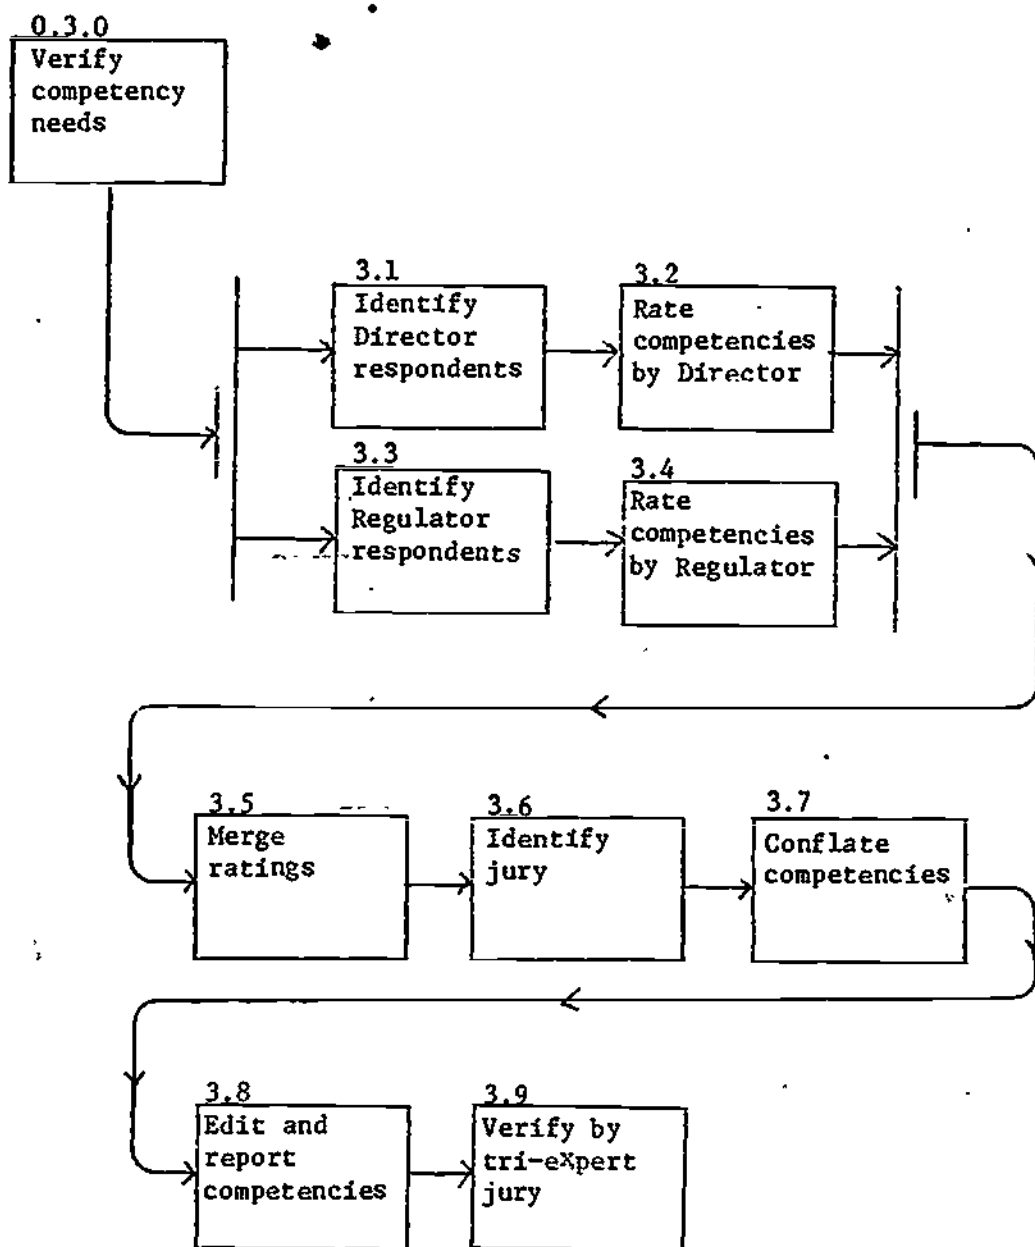 0.3.0
Verify
competency
needs
3.1
Identify
Director
respondents
3.2
Rate
competencies
by Director
3.3
Identify
Regulator
respondents
3.4
Rate
competencies
by Regulator
3.5
Merge
ratings
3.6
Identify
jury
3.7
Conflate
competencies
3.8
Edit and
report
competencies
3.9
Verify by
tri-eXpert
jury